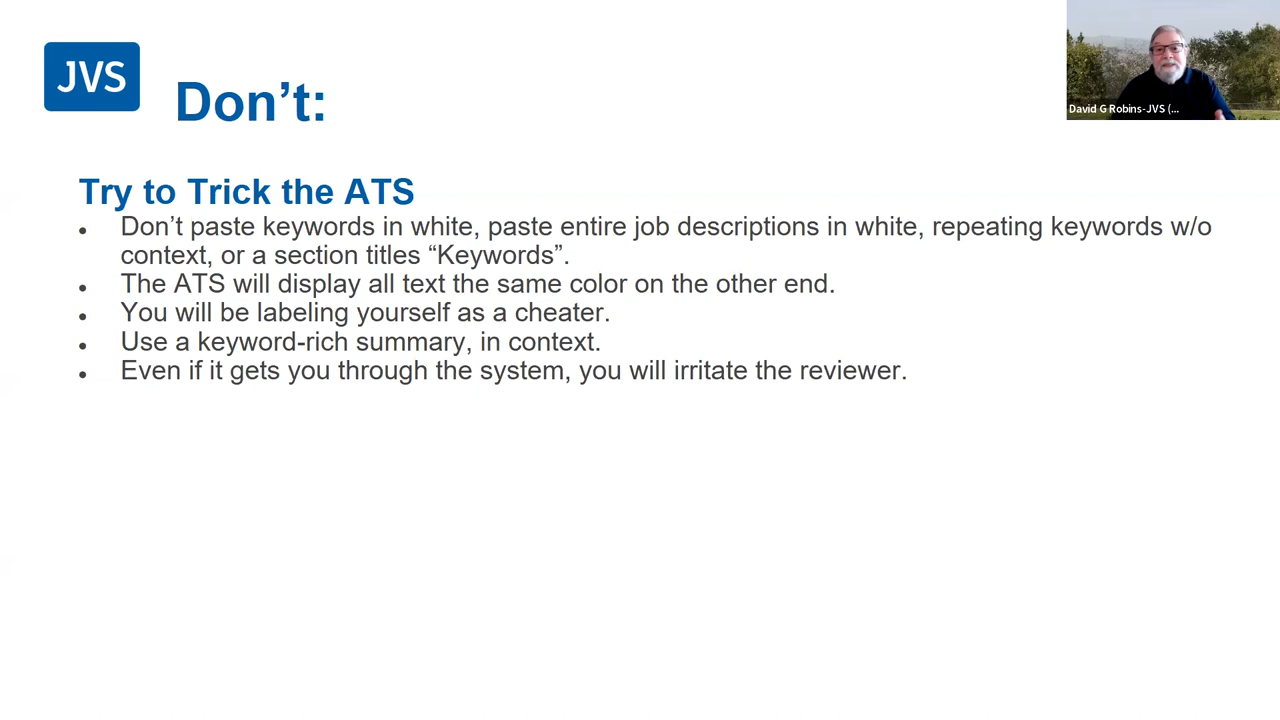 JVS
Don’t:
David G Robins-JVS (...
Try to Trick the ATS
• Don’t paste keywords in white, paste entire job descriptions in white, repeating keywords w/o
context, or a section titles “Keywords”.
• The ATS will display all text the same color on the other end.
• You will be labeling yourself as a cheater.
• Use a keyword-rich summary, in context.
• Even if it gets you through the system, you will irritate the reviewer.